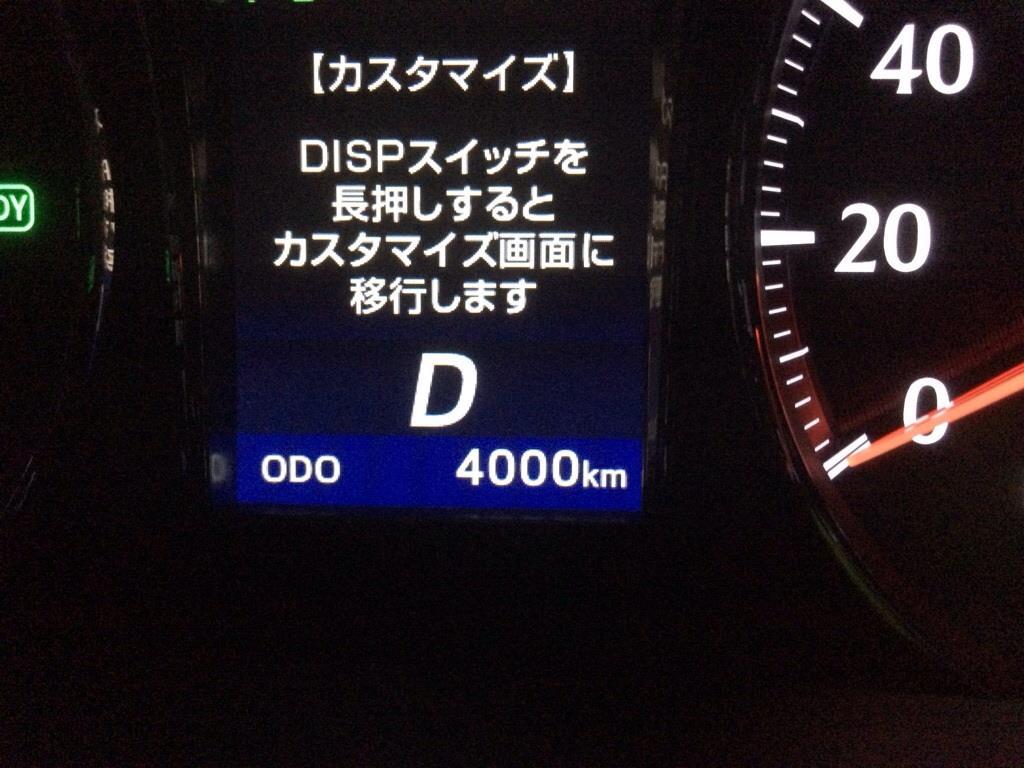 【カスタマイズ】
DISPスイッチを
長押しすると
カスタマイズ画面に
移行します
D
ODO 4000km
40
20
0